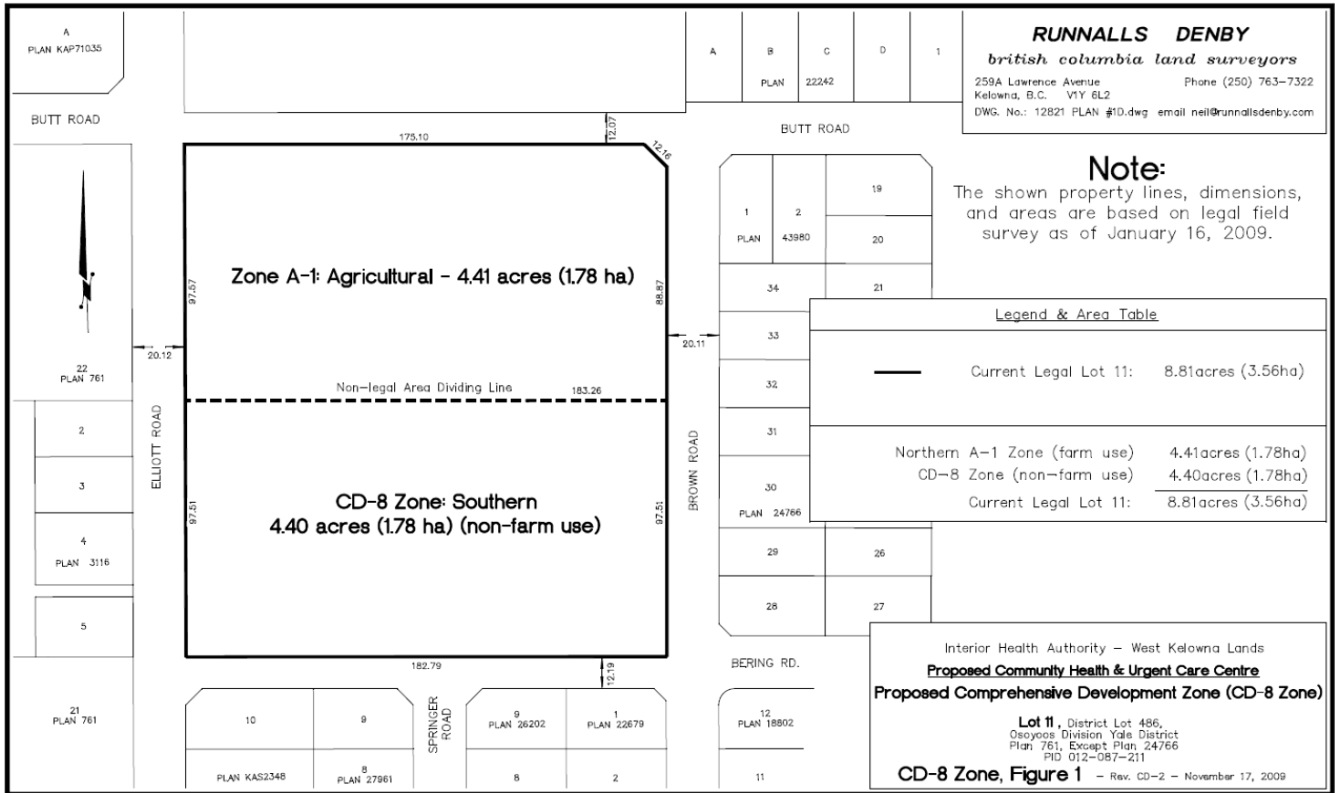 A
PLAN KAP71035
BUTT ROAD
A
B
C
D
1
PLAN 22242
BUTT ROAD
RUNNALLS DENBY
british columbia land surveyors
259A Lawrence Avenue Phone (250) 763-7322
Kelowna, B.C. V1Y 6L2
DWG. No.: 12821 PLAN #1D.dwg email neil@runnallsdenby.com
Note:
The shown property lines, dimensions,
and areas are based on legal field
survey as of January 16, 2009.
175.10
12.07
12.16
Zone A-1: Agricultural - 4.41 acres (1.78 ha)
97.57
88.87
20.12
20.11
Non-legal Area Dividing Line 183.26
CD-8 Zone: Southern
4.40 acres (1.78 ha) (non-farm use)
97.51
97.51
182.79
12.19
ELLIOTT ROAD
BROWN ROAD
22
PLAN 761
2
3
4
PLAN 3116
5
21
PLAN 761
1
2
PLAN 43980
19
20
34
21
33
32
31
30
PLAN 24766
29
26
28
27
BERING RD.
10
9
PLAN KAS2348
8
PLAN 27961
SPRINGER
ROAD
9
PLAN 26202
1
PLAN 22679
8
2
12
PLAN 18802
11
Legend & Area Table
Current Legal Lot 11: 8.81acres (3.56ha)
Northern A-1 Zone (farm use) 4.41acres (1.78ha)
CD-8 Zone (non-farm use) 4.40acres (1.78ha)
Current Legal Lot 11: 8.81acres (3.56ha)
Interior Health Authority - West Kelowna Lands
Proposed Community Health & Urgent Care Centre
Proposed Comprehensive Development Zone (CD-8 Zone)
Lot 11, District Lot 486,
Osoyoos Division Yale District
Plan 761, Except Plan 24766
PID 012-087-211
CD-8 Zone, Figure 1 - Rev. CD-2 - November 17, 2009